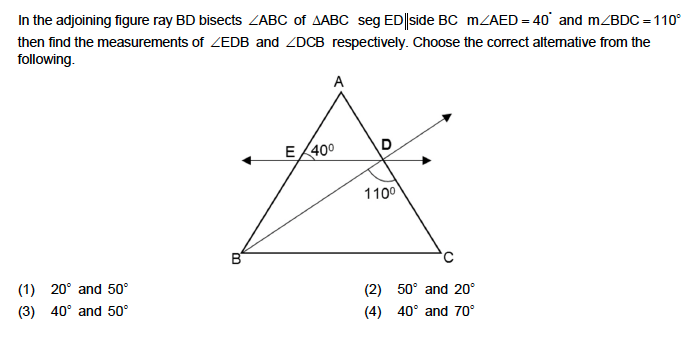 In the adjoining figure ray BD bisects ∠ABC of ΔABC seg ED||side BC m∠AED = 40° and m∠BDC = 110°
then find the measurements of ∠EDB and ∠DCB respectively. Choose the correct alternative from the
following.
A
E 40⁰ D
110⁰
B C
(1) 20° and 50° (2) 50° and 20°
(3) 40° and 50° (4) 40° and 70°